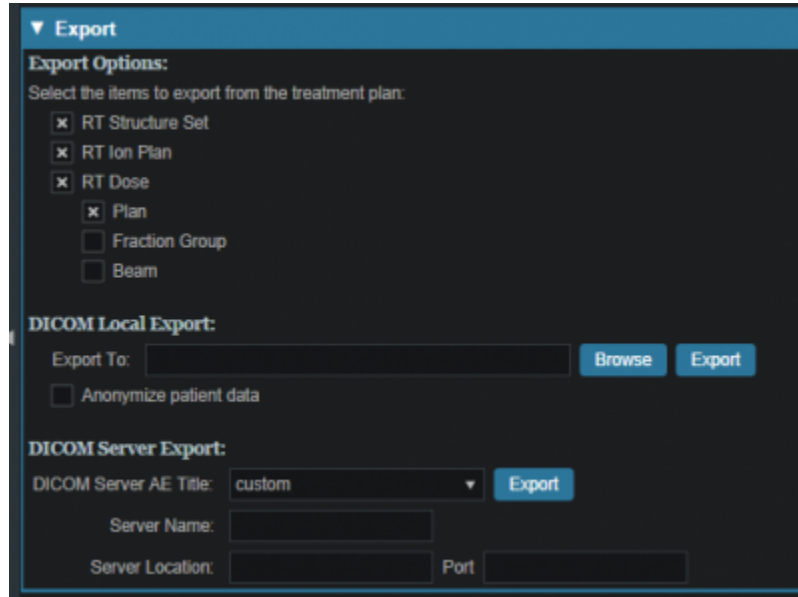 Export
Export Options:
Select the items to export from the treatment plan:
RT Structure Set
RT Ion Plan
RT Dose
Plan
Fraction Group
Beam
DICOM Local Export:
Export To: Browse Export
Anonymize patient data
DICOM Server Export:
DICOM Server AE Title: custom Export
Server Name:
Server Location: Port